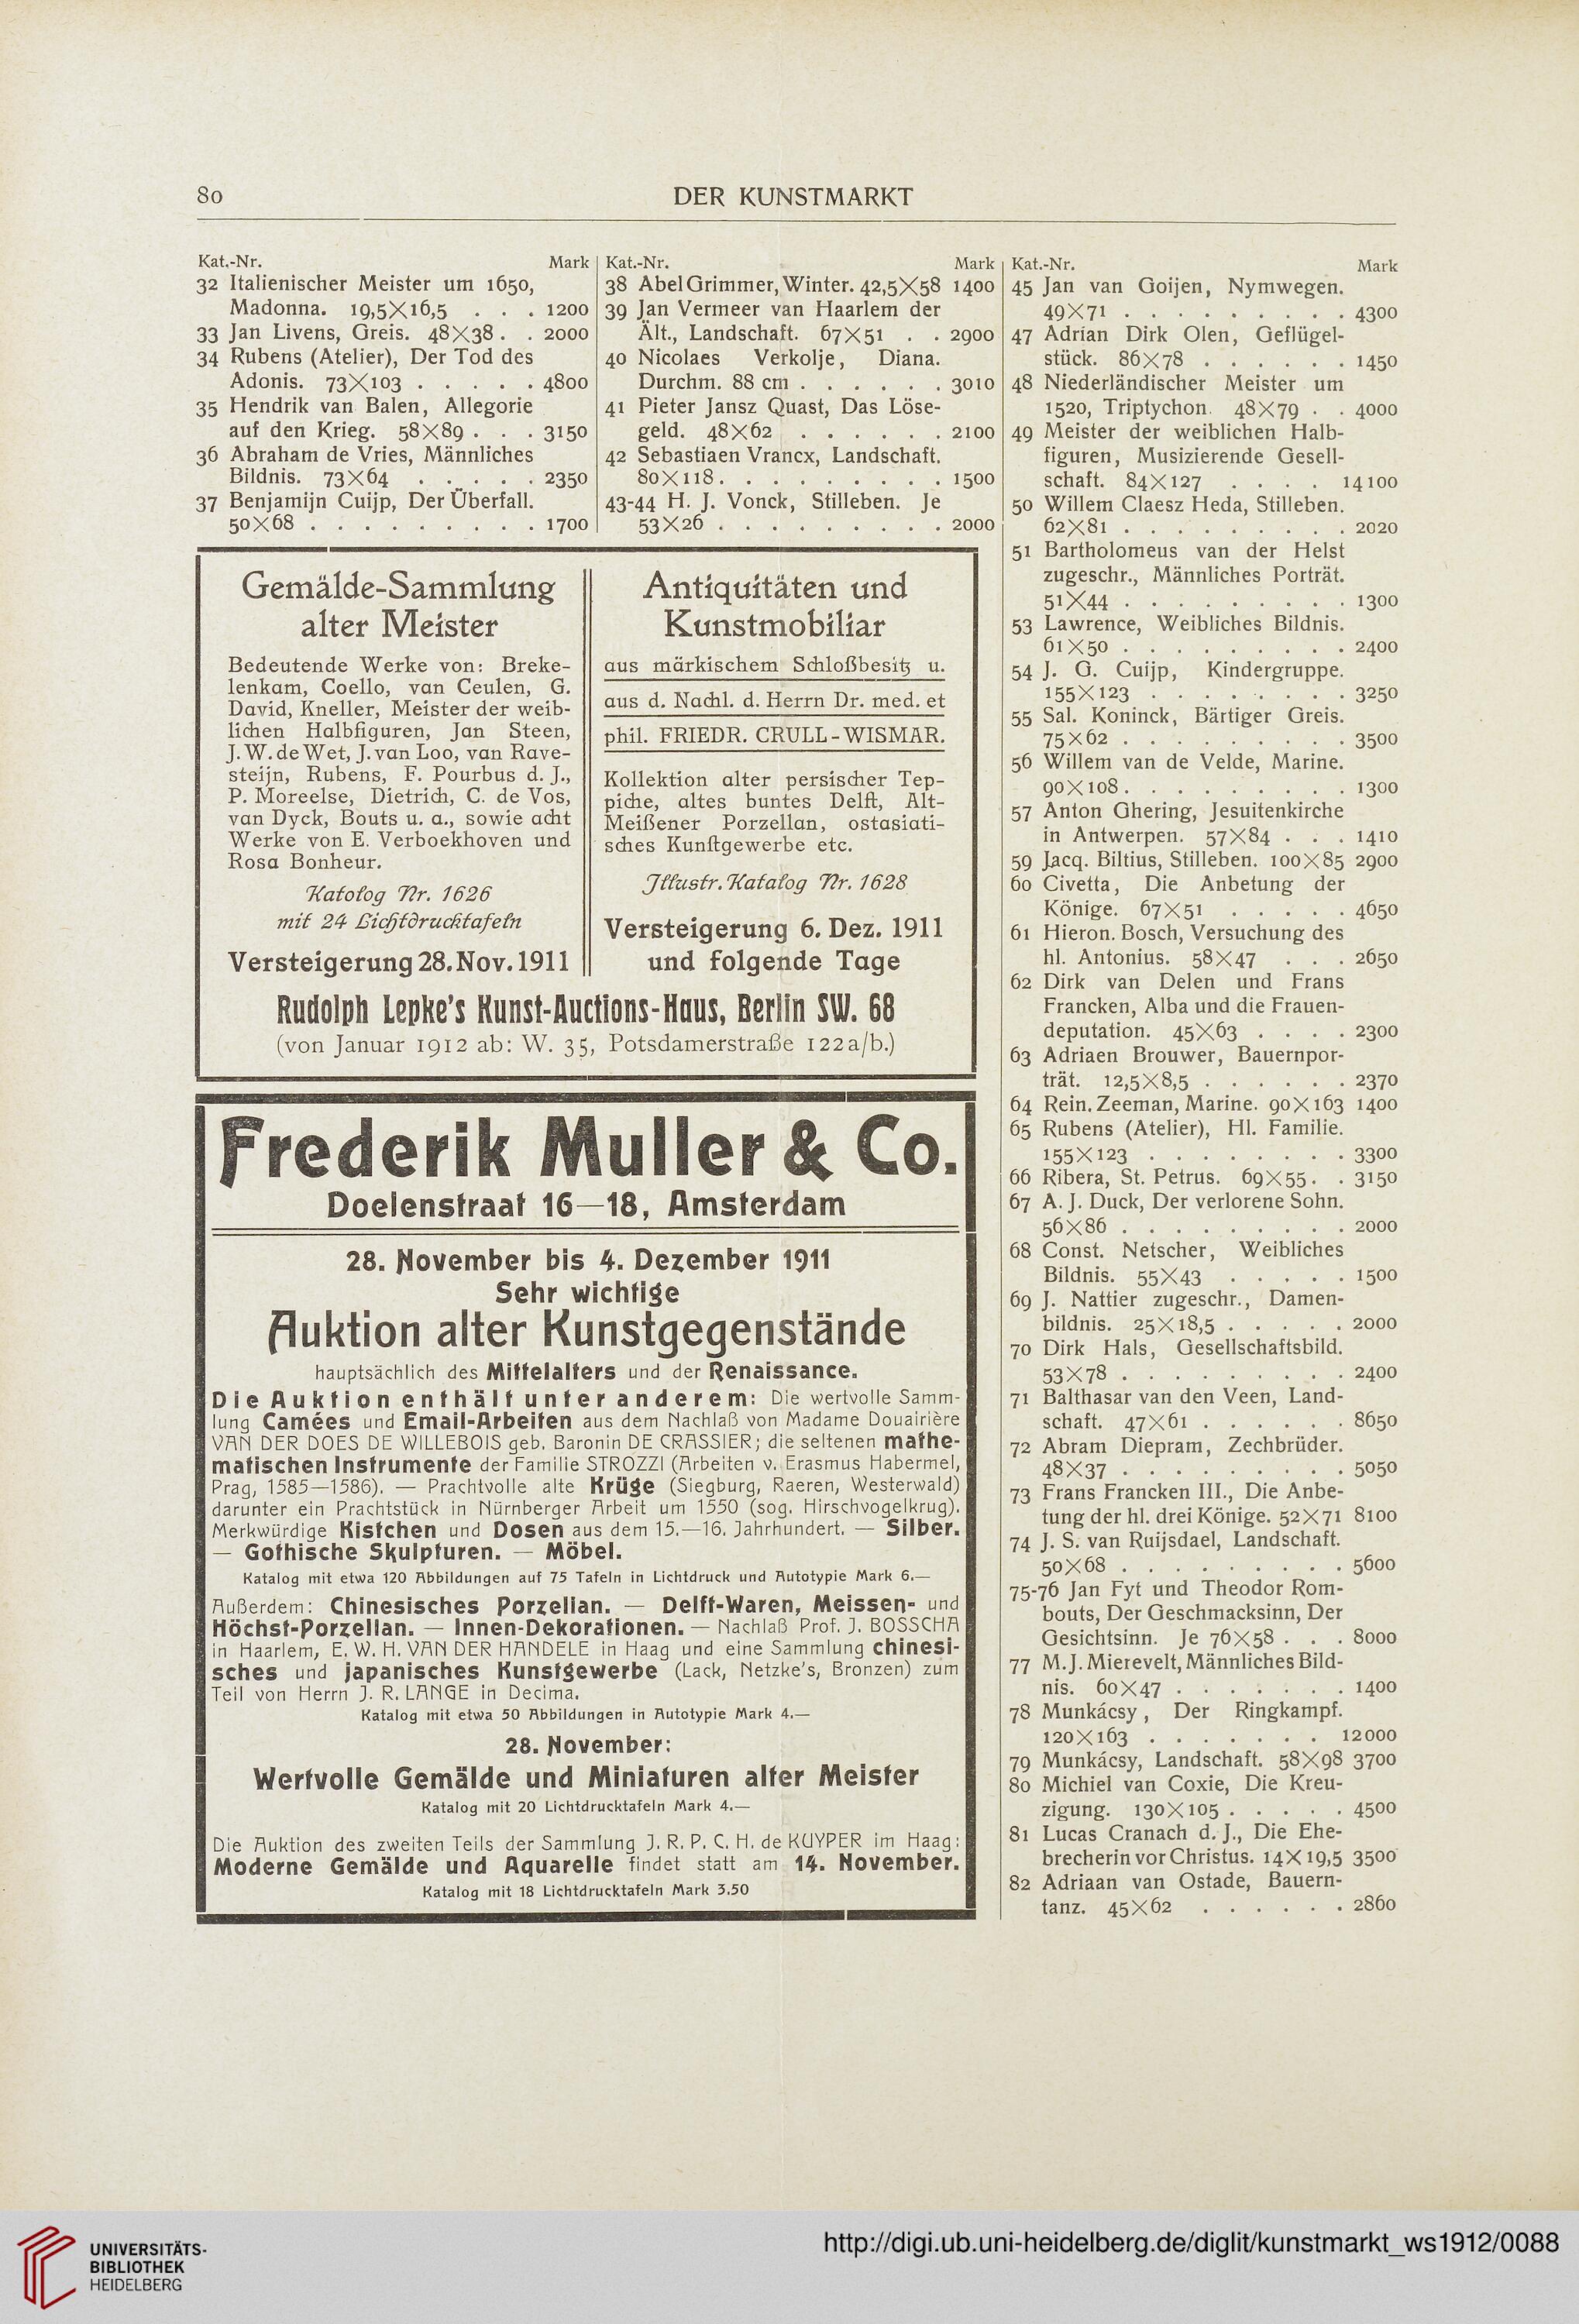 80
DER KUNSTMARKT
Kat.-Nr. Mark
32 Italienischer Meister um 1650,
Madonna. 19,5×16,5 . . . 1200
33 Jan Livens, Greis. 48×38 . . 2000
34 Rubens (Atelier), Der Tod des
Adonis. 73×103 . . . . . 4800
35 Hendrik van Balen, Allegorie
auf den Krieg. 58×89 . . . 3150
36 Abraham de Vries, Männliches
Bildnis. 73×64 . . . . . 2350
37 Benjamijn Cuijp, Der Überfall.
50×68 . . . . . . . . . 1700
Kat.-Nr. Mark
38 Abel Grimmer, Winter. 42,5×58 1400
39 Jan Vermeer van Haarlem der
Ält., Landschaft. 67×51 . . 2900
40 Nicolaes Verkolje, Diana.
Durchm. 88 cm . . . . . . 3010
41 Pieter Jansz Quast, Das Löse-
geld. 48×62 . . . . . . 2100
42 Sebastiaen Vrancx, Landschaft.
80×118. . . . . . . . . 1500
43-44 H. J. Vonck, Stilleben. Je
53×26 . . . . . . . . . 2000
Gemälde-Sammlung
alter Meister
Bedeutende Werke von: Breke-
lenkam, Coello, van Ceulen, G.
David, Kneller, Meister der weib-
lichen Halbfiguren, Jan Steen,
J. W. de Wet, J. van Loo, van Rave-
steijn, Rubens, F. Pourbus d. J.,
P. Moreelse, Dietrich, C. de Vos,
van Dyck, Bouts u. a., sowie acht
Werke von E. Verboekhoven und
Rosa Bonheur.
Katolog Nr. 1626
mit 24 Lichtdrucktafeln
Versteigerung 28. Nov. 1911
Antiquitäten und
Kunstmobiliar
aus märkischem Schloßbesitz u.
aus d. Nachl. d. Herrn Dr. med. et
phil. FRIEDR. CRULL-WISMAR.
Kollektion alter persischer Tep-
piche, altes buntes Delft, Alt-
Meißener Porzellan, ostasiati-
sches Kunstgewerbe etc.
Illustr. Katalog Nr. 1628
Versteigerung 6. Dez. 1911
und folgende Tage
Rudolph Lepke's Kunst-Auctions-Haus, Berlin SW. 68
(von Januar 1912 ab: W. 35, Potsdamerstraße 122a/b.)
Frederik Muller & Co.
Doelenstraat 16—18, Amsterdam
28. November bis 4. Dezember 1911
Sehr wichtige
Auktion alter Kunstgegenstände
hauptsächlich des Mittelalters und der Renaissance.
Die Auktion enthält unter anderem: Die wertvolle Samm-
lung Camées und Email-Arbeiten aus dem Nachlaß von Madame Douairière
VAN DER DOES DE WILLEBOIS geb. Baronin DE CRASSIER; die seltenen mathe-
matischen Instrumente der Familie STROZZI (Arbeiten v. Erasmus Habermel,
Prag, 1585—1586). — Prachtvolle alte Krüge (Siegburg, Raeren, Westerwald)
darunter ein Prachtstück in Nürnberger Arbeit um 1550 (sog. Hirschvogelkrug).
Merkwürdige Kistchen und Dosen aus dem 15.—16. Jahrhundert. — Silber.
— Gothische Skulpturen. — Möbel.
Katalog mit etwa 120 Abbildungen auf 75 Tafeln in Lichtdruck und Autotypie Mark 6.—
Außerdem: Chinesisches Porzellan. — Delft-Waren, Meissen- und
Höchst-Porzellan. — Innen-Dekorationen. — Nachlaß Prof. J. BOSSCHA
in Haarlem, E. W. H. VAN DER HANDELE in Haag und eine Sammlung chinesi-
sches und japanisches Kunstgewerbe (Lack, Netzke's, Bronzen) zum
Teil von Herrn J. R. LANGE in Decima.
Katalog mit etwa 50 Abbildungen in Autotypie Mark 4.—
28. November:
Wertvolle Gemälde und Miniaturen alter Meister
Katalog mit 20 Lichtdrucktafeln Mark 4.—
Die Auktion des zweiten Teils der Sammlung J. R. P. C. H. de KUYPER im Haag:
Moderne Gemälde und Aquarelle findet statt am 14. November.
Katalog mit 18 Lichtdrucktafeln Mark 3.50
Kat.-Nr. Mark
45 Jan van Goijen, Nymwegen.
49×71 . . . . . . . . . 4300
47 Adrian Dirk Olen, Geflügel-
stück. 86×78 . . . . . . 1450
48 Niederländischer Meister um
1520, Triptychon. 48×79 . . 4000
49 Meister der weiblichen Halb-
figuren, Musizierende Gesell-
schaft. 84×127 . . . . 14100
50 Willem Claesz Heda, Stilleben.
62×81 . . . . . . . . . 2020
51 Bartholomeus van der Helst
zugeschr., Männliches Porträt.
51×44 . . . . . . . . . 1300
53 Lawrence, Weibliches Bildnis.
61×50 . . . . . . . . . 2400
54 J. G. Cuijp, Kindergruppe.
155×123 . . . . . . . . 3250
55 Sal. Koninck, Bärtiger Greis.
75×62 . . . . . . . . . 3500
56 Willem van de Velde, Marine.
90×108. . . . . . . . . 1300
57 Anton Ghering, Jesuitenkirche
in Antwerpen. 57×84 . . . 1410
59 Jacq. Biltius, Stilleben. 100×85 2900
60 Civetta, Die Anbetung der
Könige. 67×51 . . . . . 4650
61 Hieron. Bosch, Versuchung des
hl. Antonius. 58×47 . . . 2650
62 Dirk van Delen und Frans
Francken, Alba und die Frauen-
deputation. 45×63 . . . . 2300
63 Adriaen Brouwer, Bauernpor-
trät. 12,5×8,5 . . . . . . 2370
64 Rein. Zeeman, Marine. 90×163 1400
65 Rubens (Atelier), Hl. Familie.
155×123 . . . . . . . . 3300
66 Ribera, St. Petrus. 69×55. . 3150
67 A. J. Duck, Der verlorene Sohn.
56×86 . . . . . . . . . 2000
68 Const. Netscher, Weibliches
Bildnis. 55×43 . . . . . 1500
69 J. Nattier zugeschr., Damen-
bildnis. 25×18,5 . . . . . 2000
70 Dirk Hals, Gesellschaftsbild.
53×78 . . . . . . . . . 2400
71 Balthasar van den Veen, Land-
schaft. 47×61 . . . . . . 8650
72 Abram Diepram, Zechbrüder.
48×37 . . . . . . . . . 5050
73 Frans Francken III., Die Anbe-
tung der hl. drei Könige. 52×71 8100
74 J. S. van Ruijsdael, Landschaft.
50×68 . . . . . . . . . 5600
75-76 Jan Fyt und Theodor Rom-
bouts, Der Geschmacksinn, Der
Gesichtsinn. Je 76×58 . . . 8000
77 M. J. Mierevelt, Männliches Bild-
nis. 60×47 . . . . . . . 1400
78 Munkácsy, Der Ringkampf.
120×163 . . . . . . . 12000
79 Munkácsy, Landschaft. 58×98 3700
80 Michiel van Coxie, Die Kreu-
zigung. 130×105 . . . . . 4500
81 Lucas Cranach d. J., Die Ehe-
brecherin vor Christus. 14×19,5 3500
82 Adriaan van Ostade, Bauern-
tanz. 45×62 . . . . . . 2860
UNIVERSITÄTS-
BIBLIOTHEK
HEIDELBERG
http://digi.ub.uni-heidelberg.de/diglit/kunstmarkt_ws1912/0088